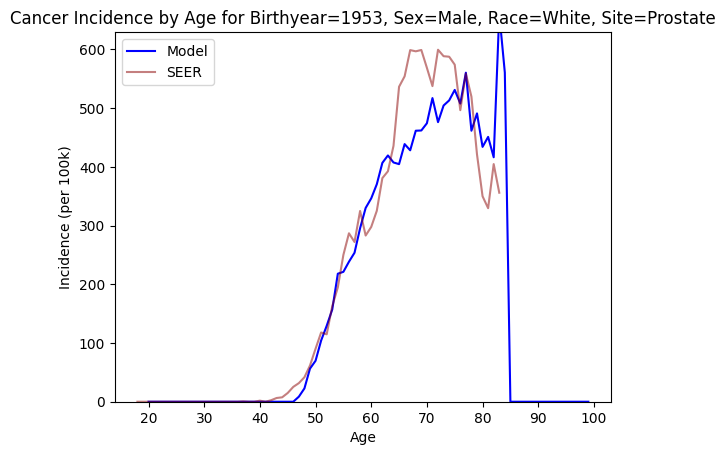 Cancer Incidence by Age for Birthyear=1953, Sex=Male, Race=White, Site=Prostate
Model
SEER
600
500
400
300
200
100
0
Incidence (per 100k)
20 30 40 50 60 70 80 90 100
Age